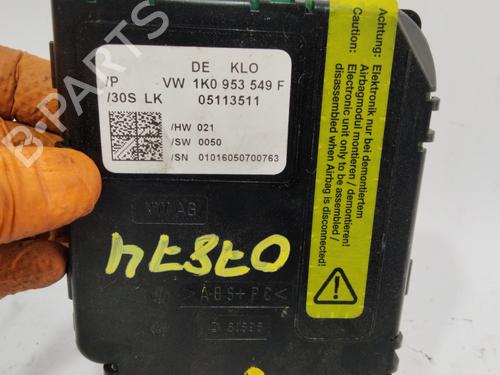 DE KLO
/P VW 1K0 953 549 F
/30S LK 05113511
/HW 021
/SW 0050
/SN 01016050700763
VW AG
>ABS+PC<
Achtung:
Elektronik nur bei demontiertem
Airbagmodul montieren / demontieren!
Electronic unit only to be assembled /
disassembled when Airbag is disconnected!
B-Parts